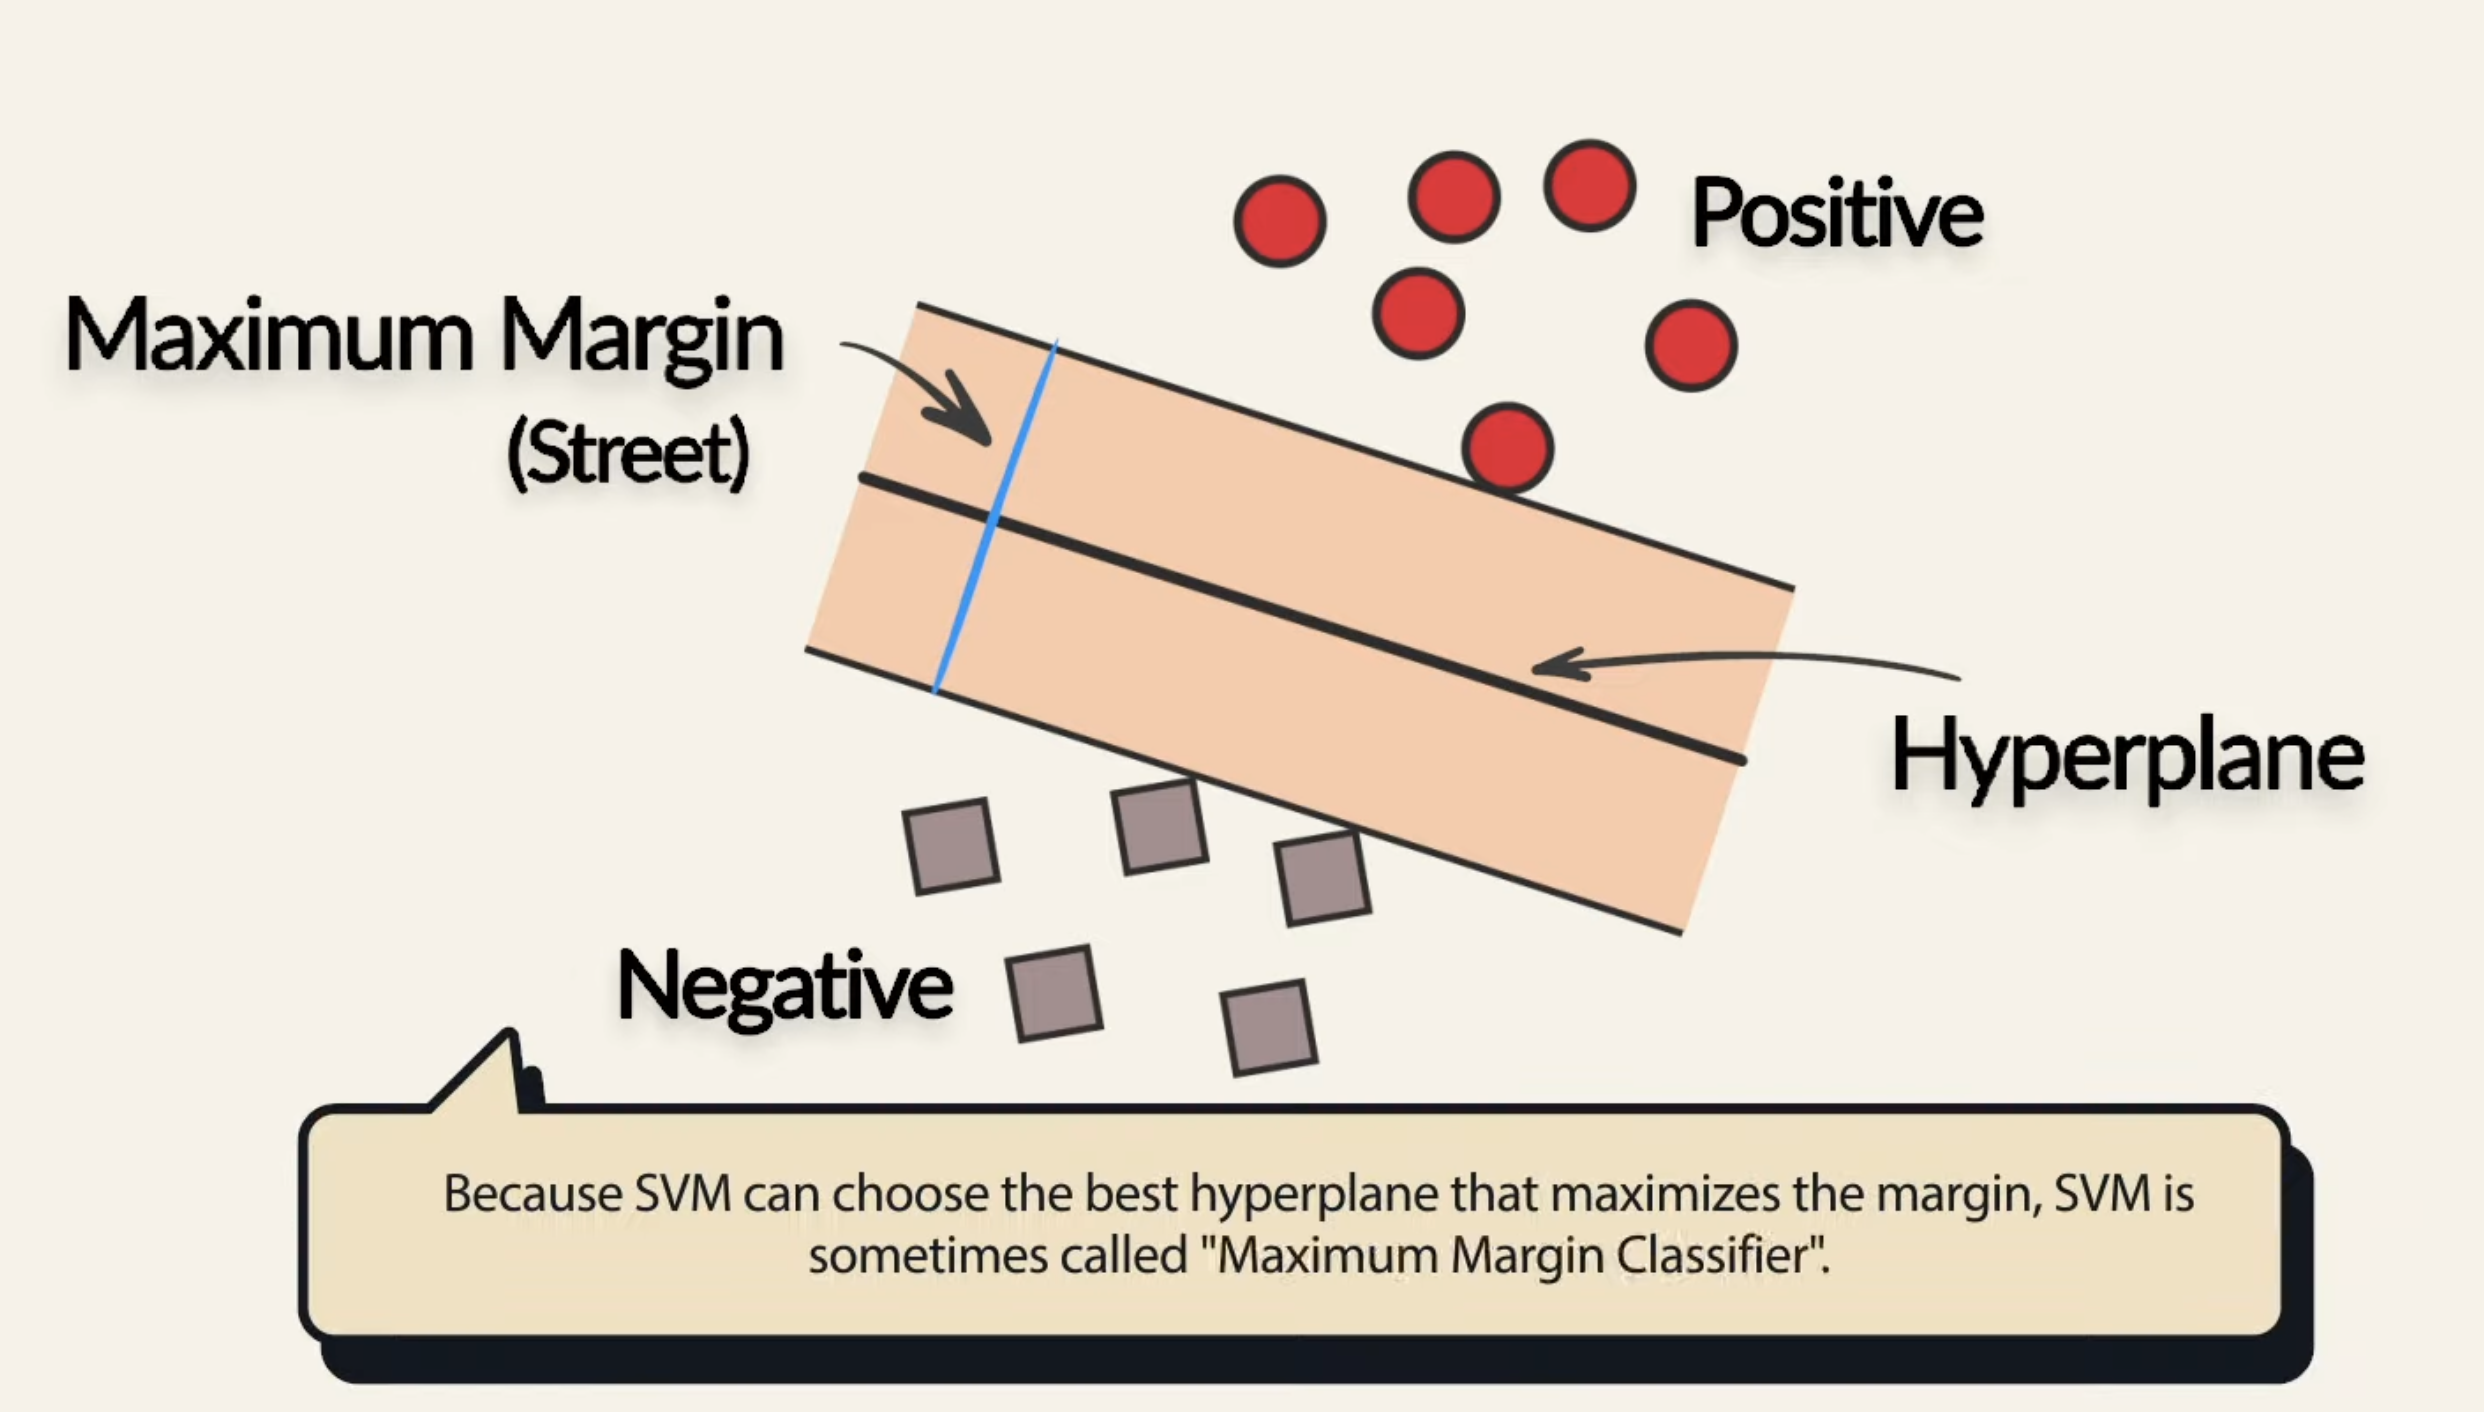 Positive
Maximum Margin
(Street)
Hyperplane
Negative
Because SVM can choose the best hyperplane that maximizes the margin, SVM is
sometimes called "Maximum Margin Classifier".